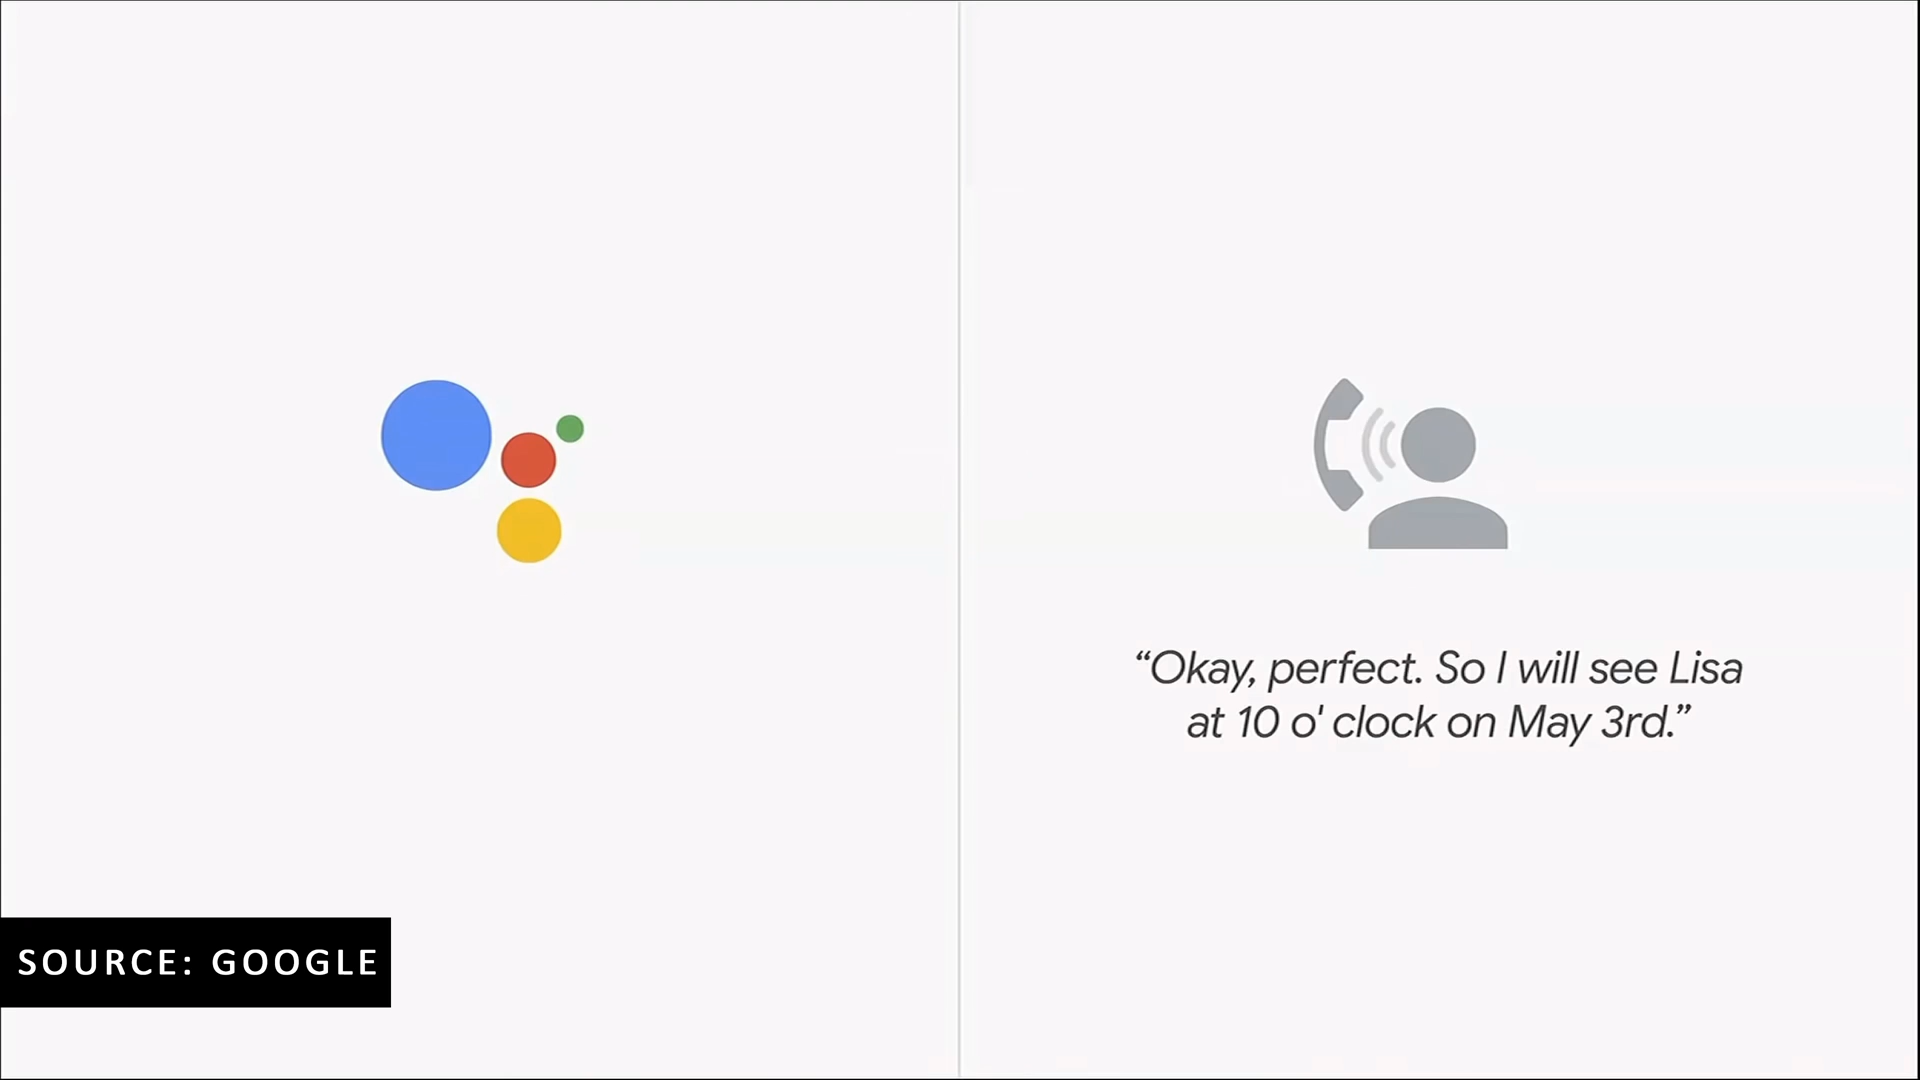 “Okay, perfect. So I will see Lisa
at 10 o' clock on May 3rd.”
SOURCE: GOOGLE